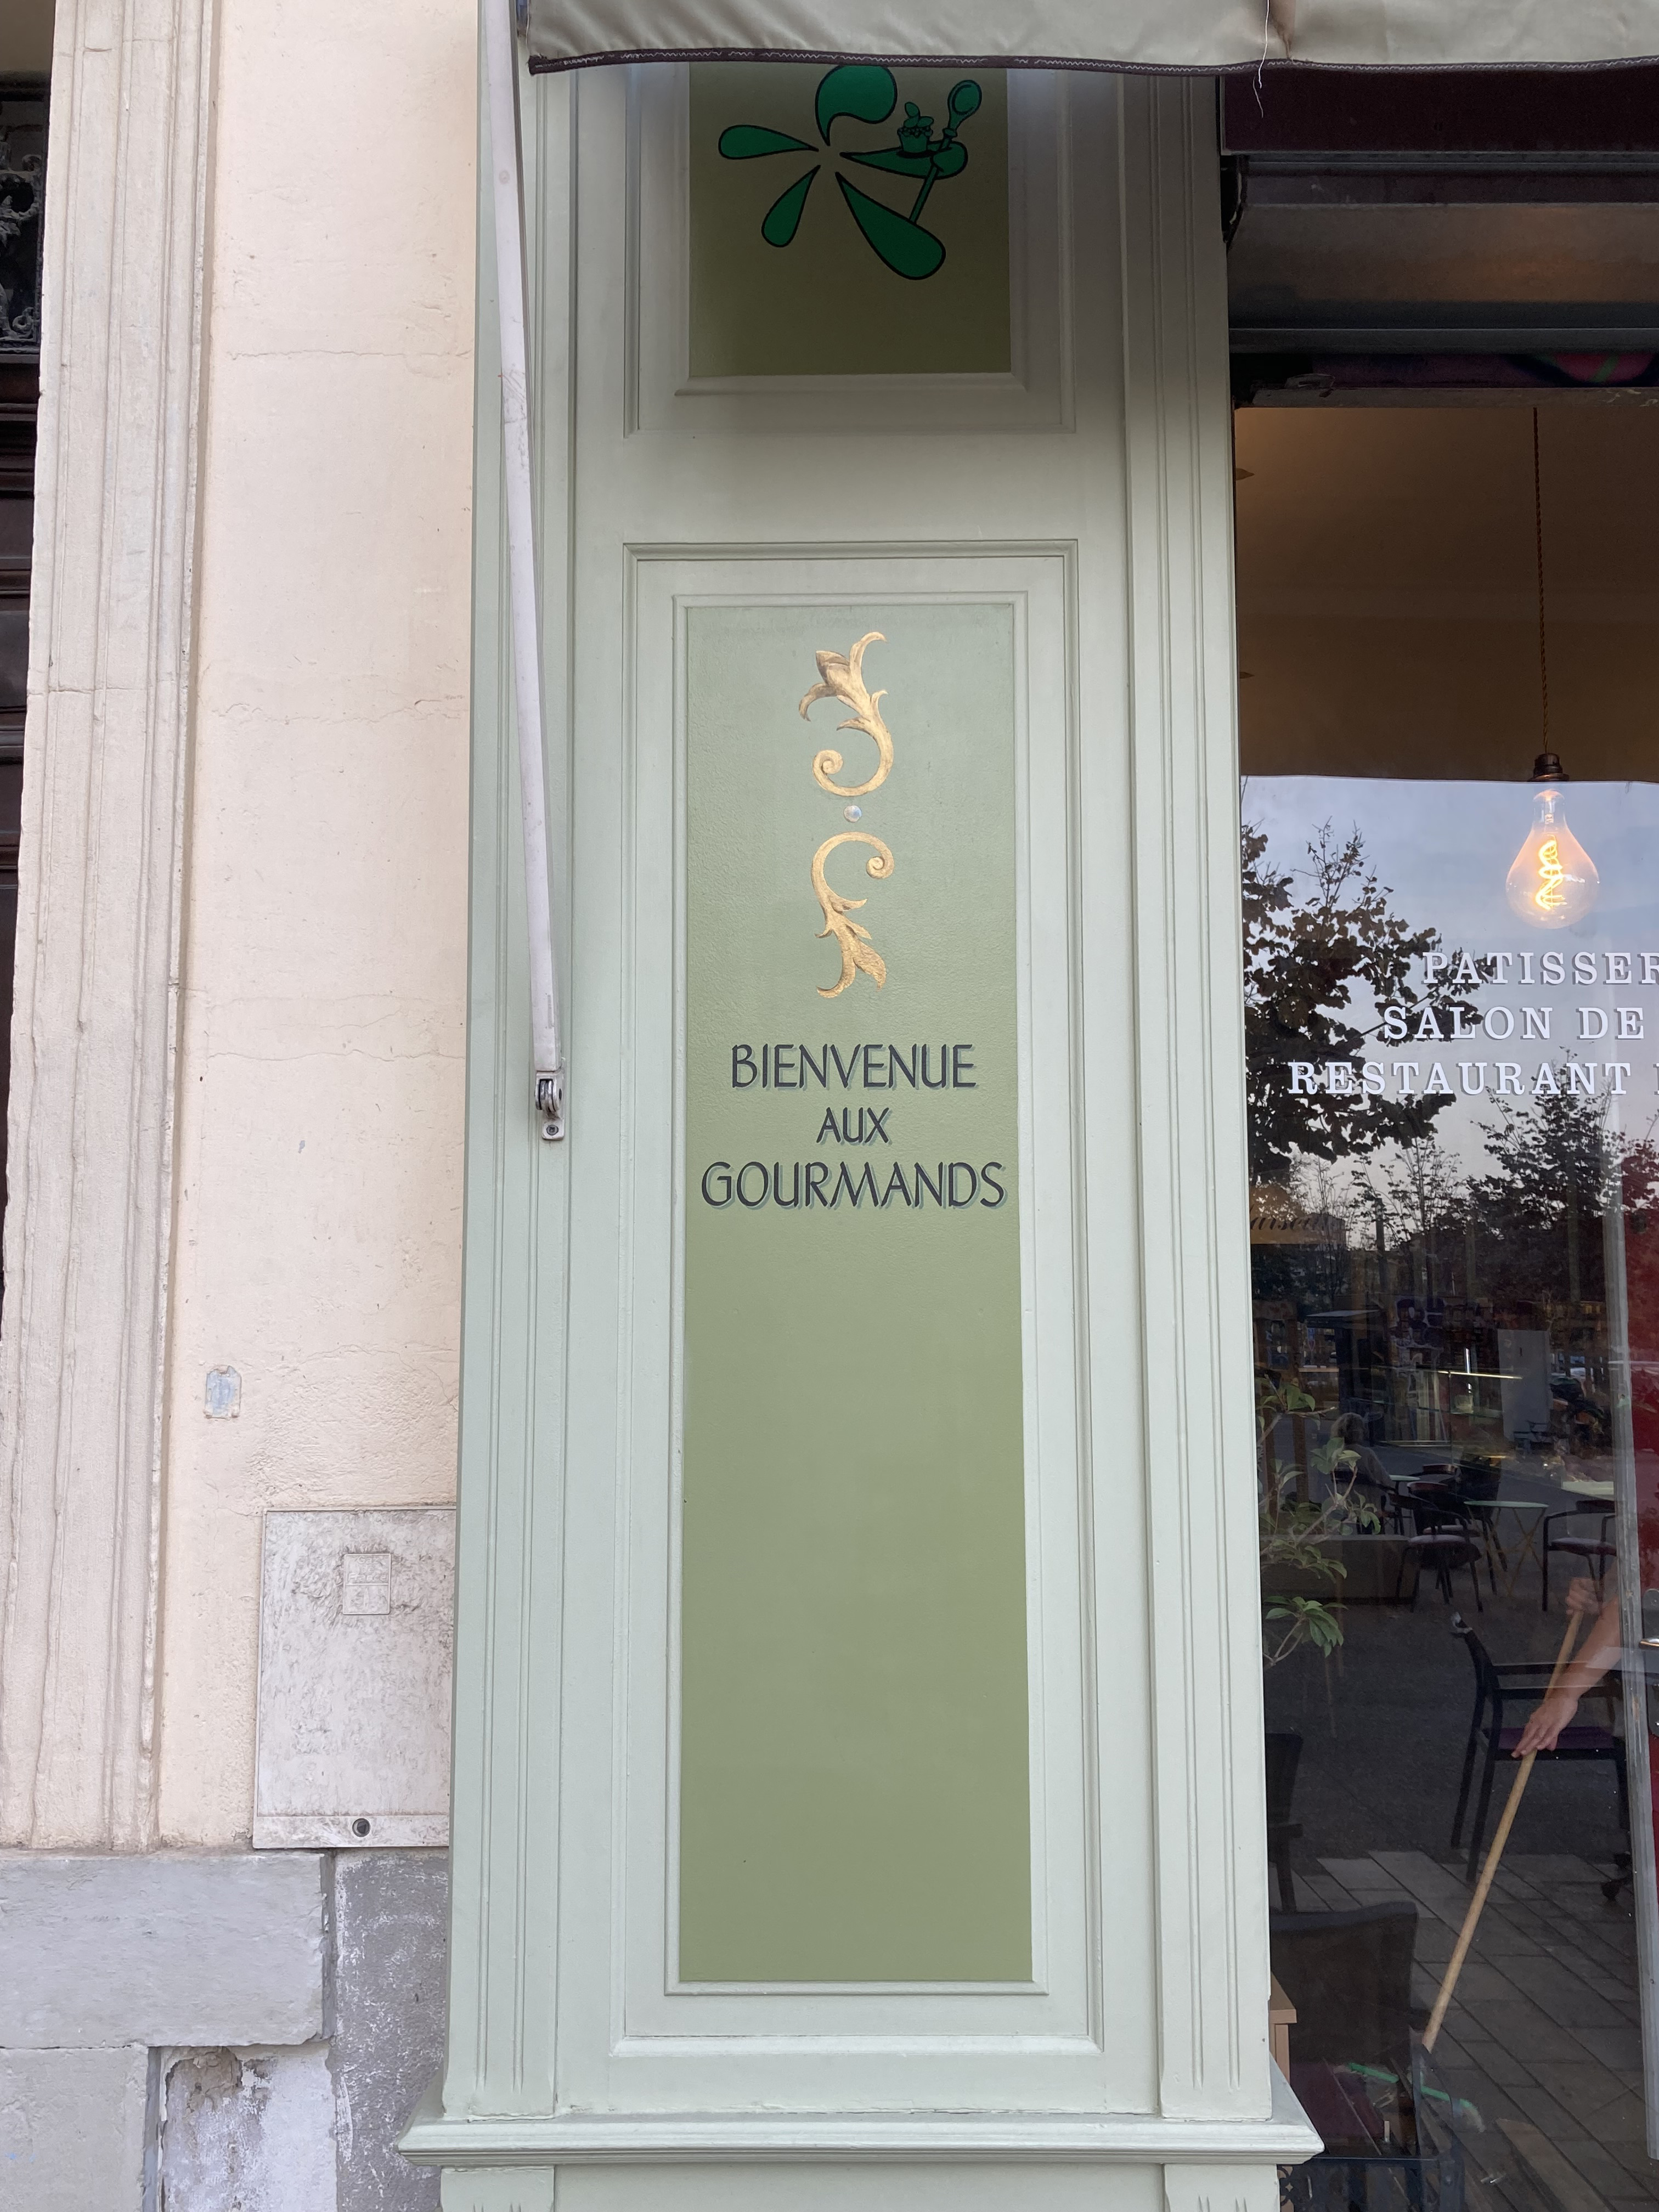 BIENVENUE
AUX
GOURMANDS
PATISSER
SALON DE
RESTAURANT